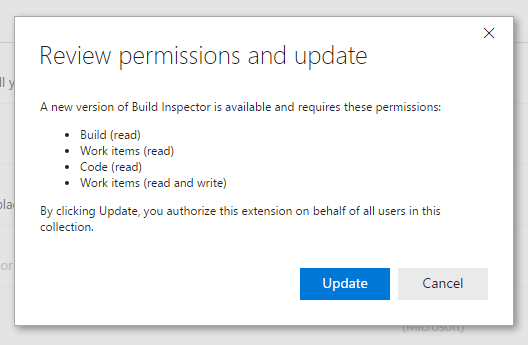 Review permissions and update
A new version of Build Inspector is available and requires these permissions:
Build (read)
Work items (read)
Code (read)
Work items (read and write)
By clicking Update, you authorize this extension on behalf of all users in this
collection.
Update
Cancel
(Microsoft)